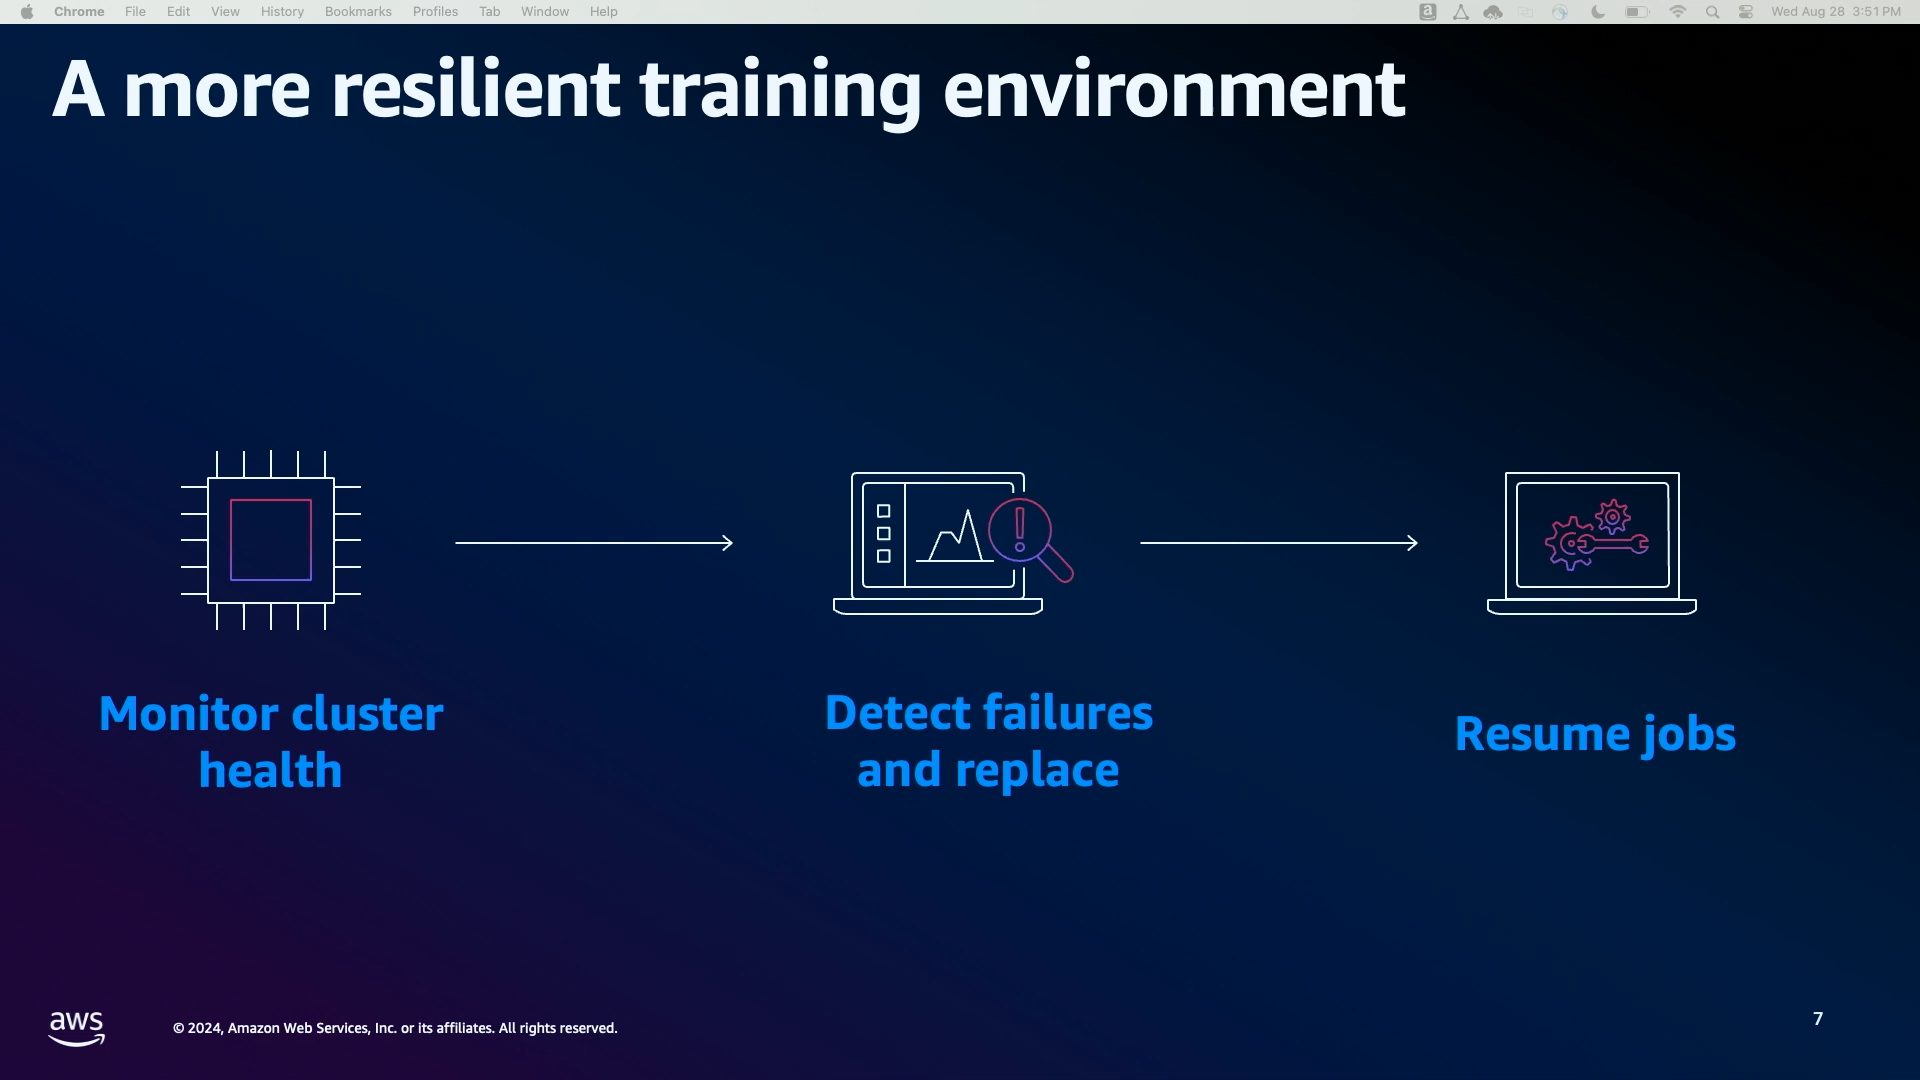 Chrome File Edit View History Bookmarks Profiles Tab Window Help Wed Aug 28 3:51 PM
A more resilient training environment
Monitor cluster
health
Detect failures
and replace
Resume jobs
aws
© 2024, Amazon Web Services, Inc. or its affiliates. All rights reserved.
7